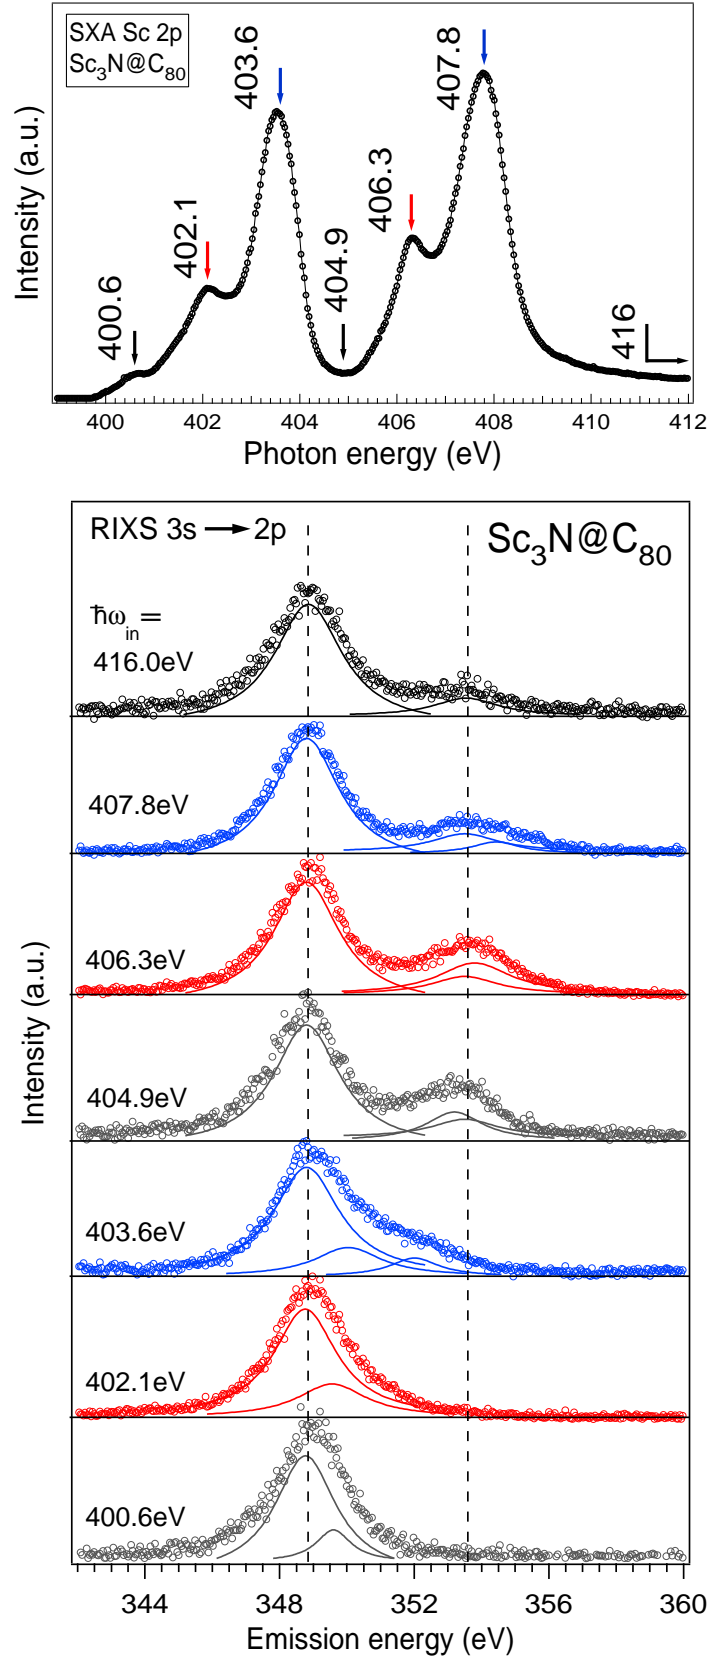 SXA Sc 2p
Sc₃N@C₈₀
400.6
402.1
403.6
404.9
406.3
407.8
416
Intensity (a.u.)
400 402 404 406 408 410 412
Photon energy (eV)
RIXS 3s → 2p
Sc₃N@C₈₀
ħω_in =
416.0eV
407.8eV
406.3eV
404.9eV
403.6eV
402.1eV
400.6eV
Intensity (a.u.)
344 348 352 356 360
Emission energy (eV)